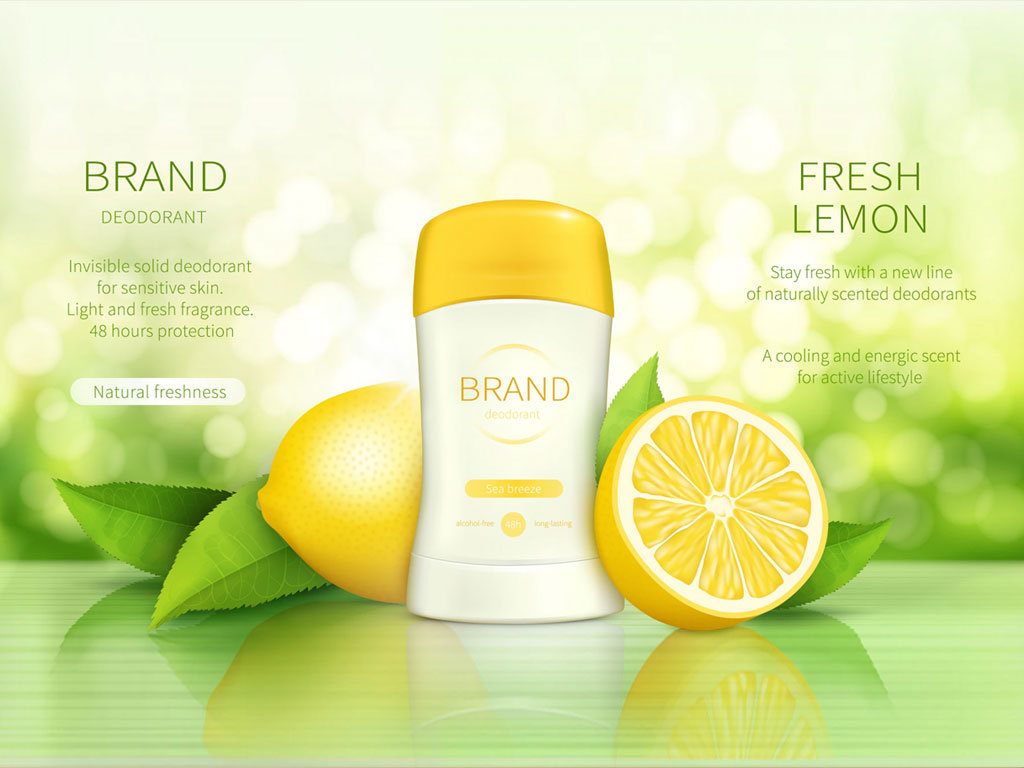 BRAND
DEODORANT
Invisible solid deodorant
for sensitive skin.
Light and fresh fragrance.
48 hours protection
Natural freshness
BRAND
deodorant
Sea breeze
alcohol-free 48h long-lasting
FRESH
LEMON
Stay fresh with a new line
of naturally scented deodorants
A cooling and energic scent
for active lifestyle